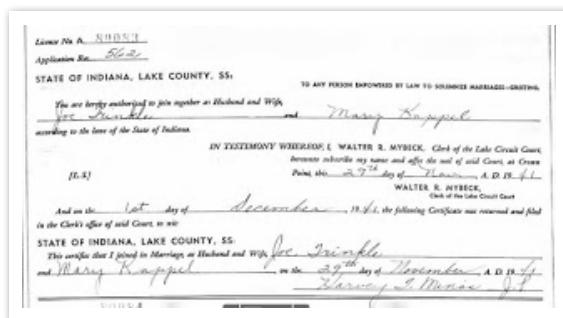 License No. R. 89083
Application No. 562
STATE OF INDIANA, LAKE COUNTY, SS:
TO ANY PERSON EMPOWERED BY LAW TO SOLEMNIZE MARRIAGES—GREETING.
You are hereby authorized to join together as Husband and Wife,
Joe Trinkle and Mary Kappel
according to the laws of the State of Indiana.
IN TESTIMONY WHEREOF, I, WALTER R. MYBECK, Clerk of the Lake Circuit Court,
hereunto subscribe my name and affix the seal of said Court, at Crown
[L.S.] Point, this 29th day of Nov. A. D. 19 41
WALTER R. MYBECK,
Clerk of the Lake Circuit Court
And on the 1st day of December 1941, the following Certificate was returned and filed
in the Clerk's office of said Court, to wit:
STATE OF INDIANA, LAKE COUNTY, SS:
This certifies that I joined in Marriage, as Husband and Wife, Joe Trinkle
and Mary Kappel on the 29th day of November A. D. 19 41
Harvey J. Minas J.P.